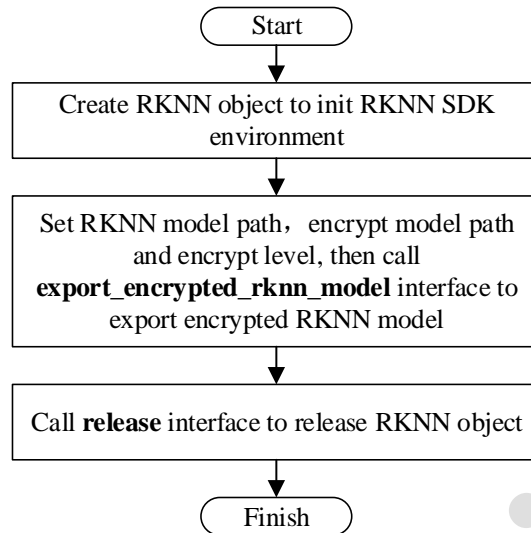 Start
Create RKNN object to init RKNN SDK
environment
Set RKNN model path，encrypt model path
and encrypt level, then call
export_encrypted_rknn_model interface to
export encrypted RKNN model
Call release interface to release RKNN object
Finish